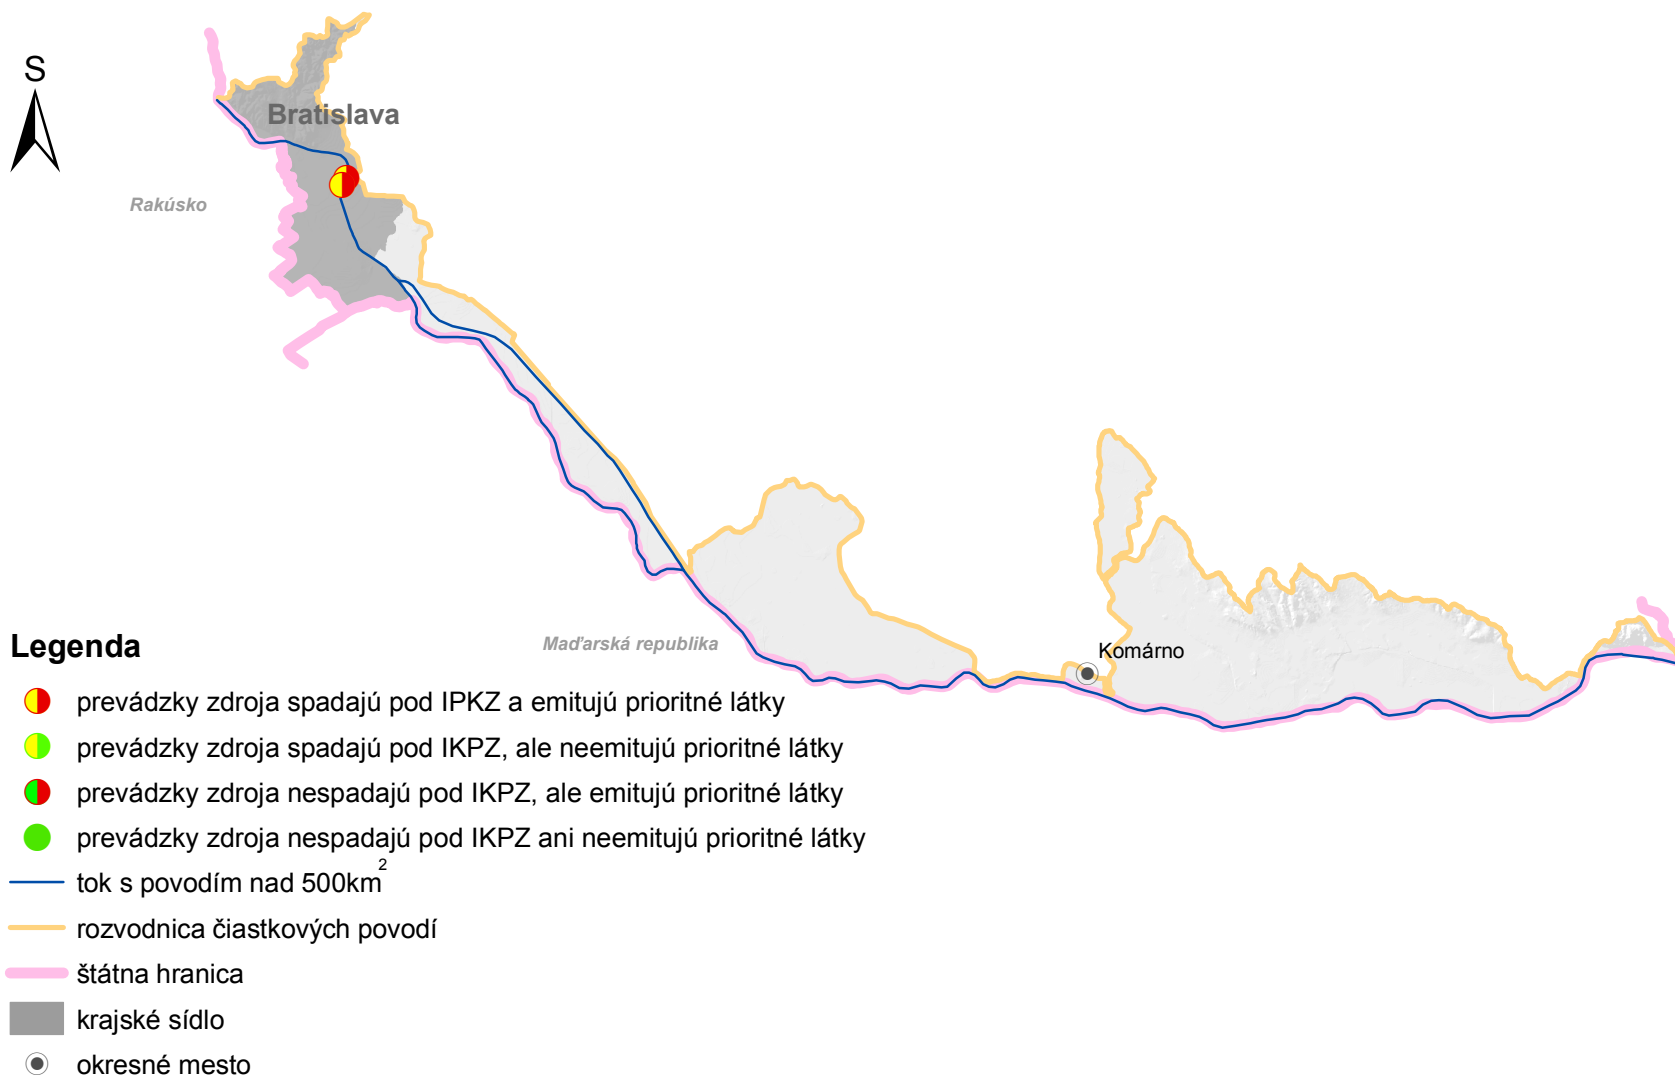 S
Bratislava
Rakúsko
Maďarská republika
Komárno
Legenda
prevádzky zdroja spadajú pod IPKZ a emitujú prioritné látky
prevádzky zdroja spadajú pod IKPZ, ale neemitujú prioritné látky
prevádzky zdroja nespadajú pod IKPZ, ale emitujú prioritné látky
prevádzky zdroja nespadajú pod IKPZ ani neemitujú prioritné látky
tok s povodím nad 500km²
rozvodnica čiastkových povodí
štátna hranica
krajské sídlo
okresné mesto